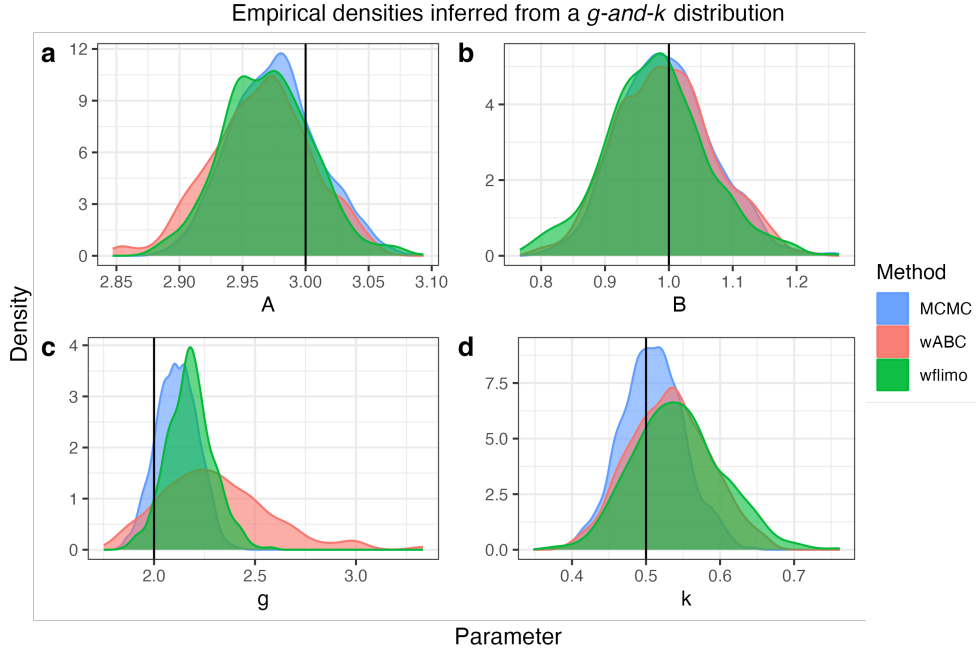 Empirical densities inferred from a g-and-k distribution
a
12
9
6
3
0
2.85 2.90 2.95 3.00 3.05 3.10
A
b
4
2
0
0.8 0.9 1.0 1.1 1.2
B
Density
c
4
3
2
1
0
2.0 2.5 3.0
g
d
7.5
5.0
2.5
0.0
0.4 0.5 0.6 0.7
k
Parameter
Method
MCMC
wABC
wflimo